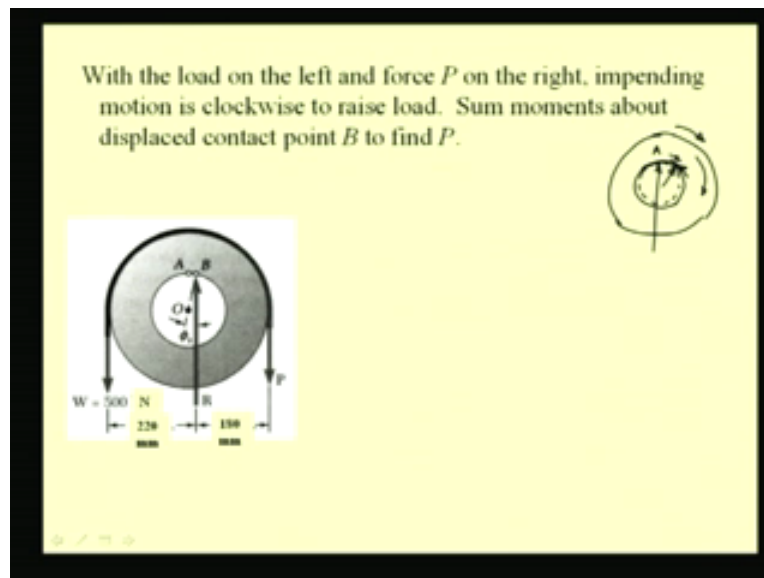 With the load on the left and force P on the right, impending
motion is clockwise to raise load. Sum moments about
displaced contact point B to find P.
A
A B
O
P
W = 500 N R
220
mm
mm